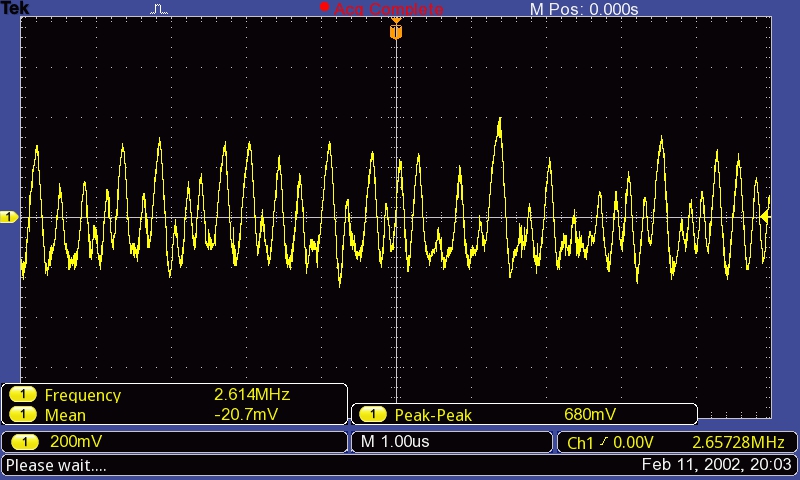 Tek Acq Complete M Pos: 0.000s
T
1
1 Frequency 2.614MHz
1 Mean -20.7mV 1 Peak-Peak 680mV
1 200mV M 1.00us Ch1 0.00V 2.65728MHz
Please wait.... Feb 11, 2002, 20:03